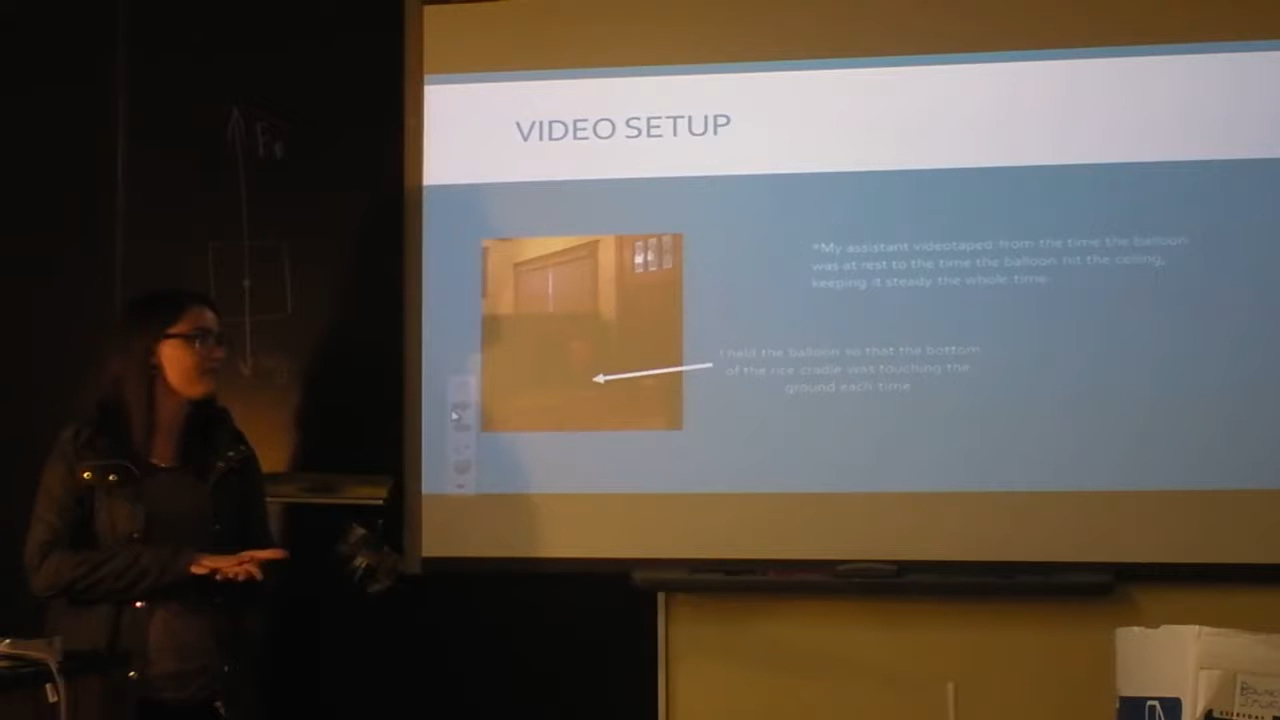 VIDEO SETUP
*My assistant videotaped from the time the balloon
was at rest to the time the balloon hit the ceiling,
keeping it steady the whole time.
I held the balloon so that the bottom
of the rice cradle was touching the
ground each time